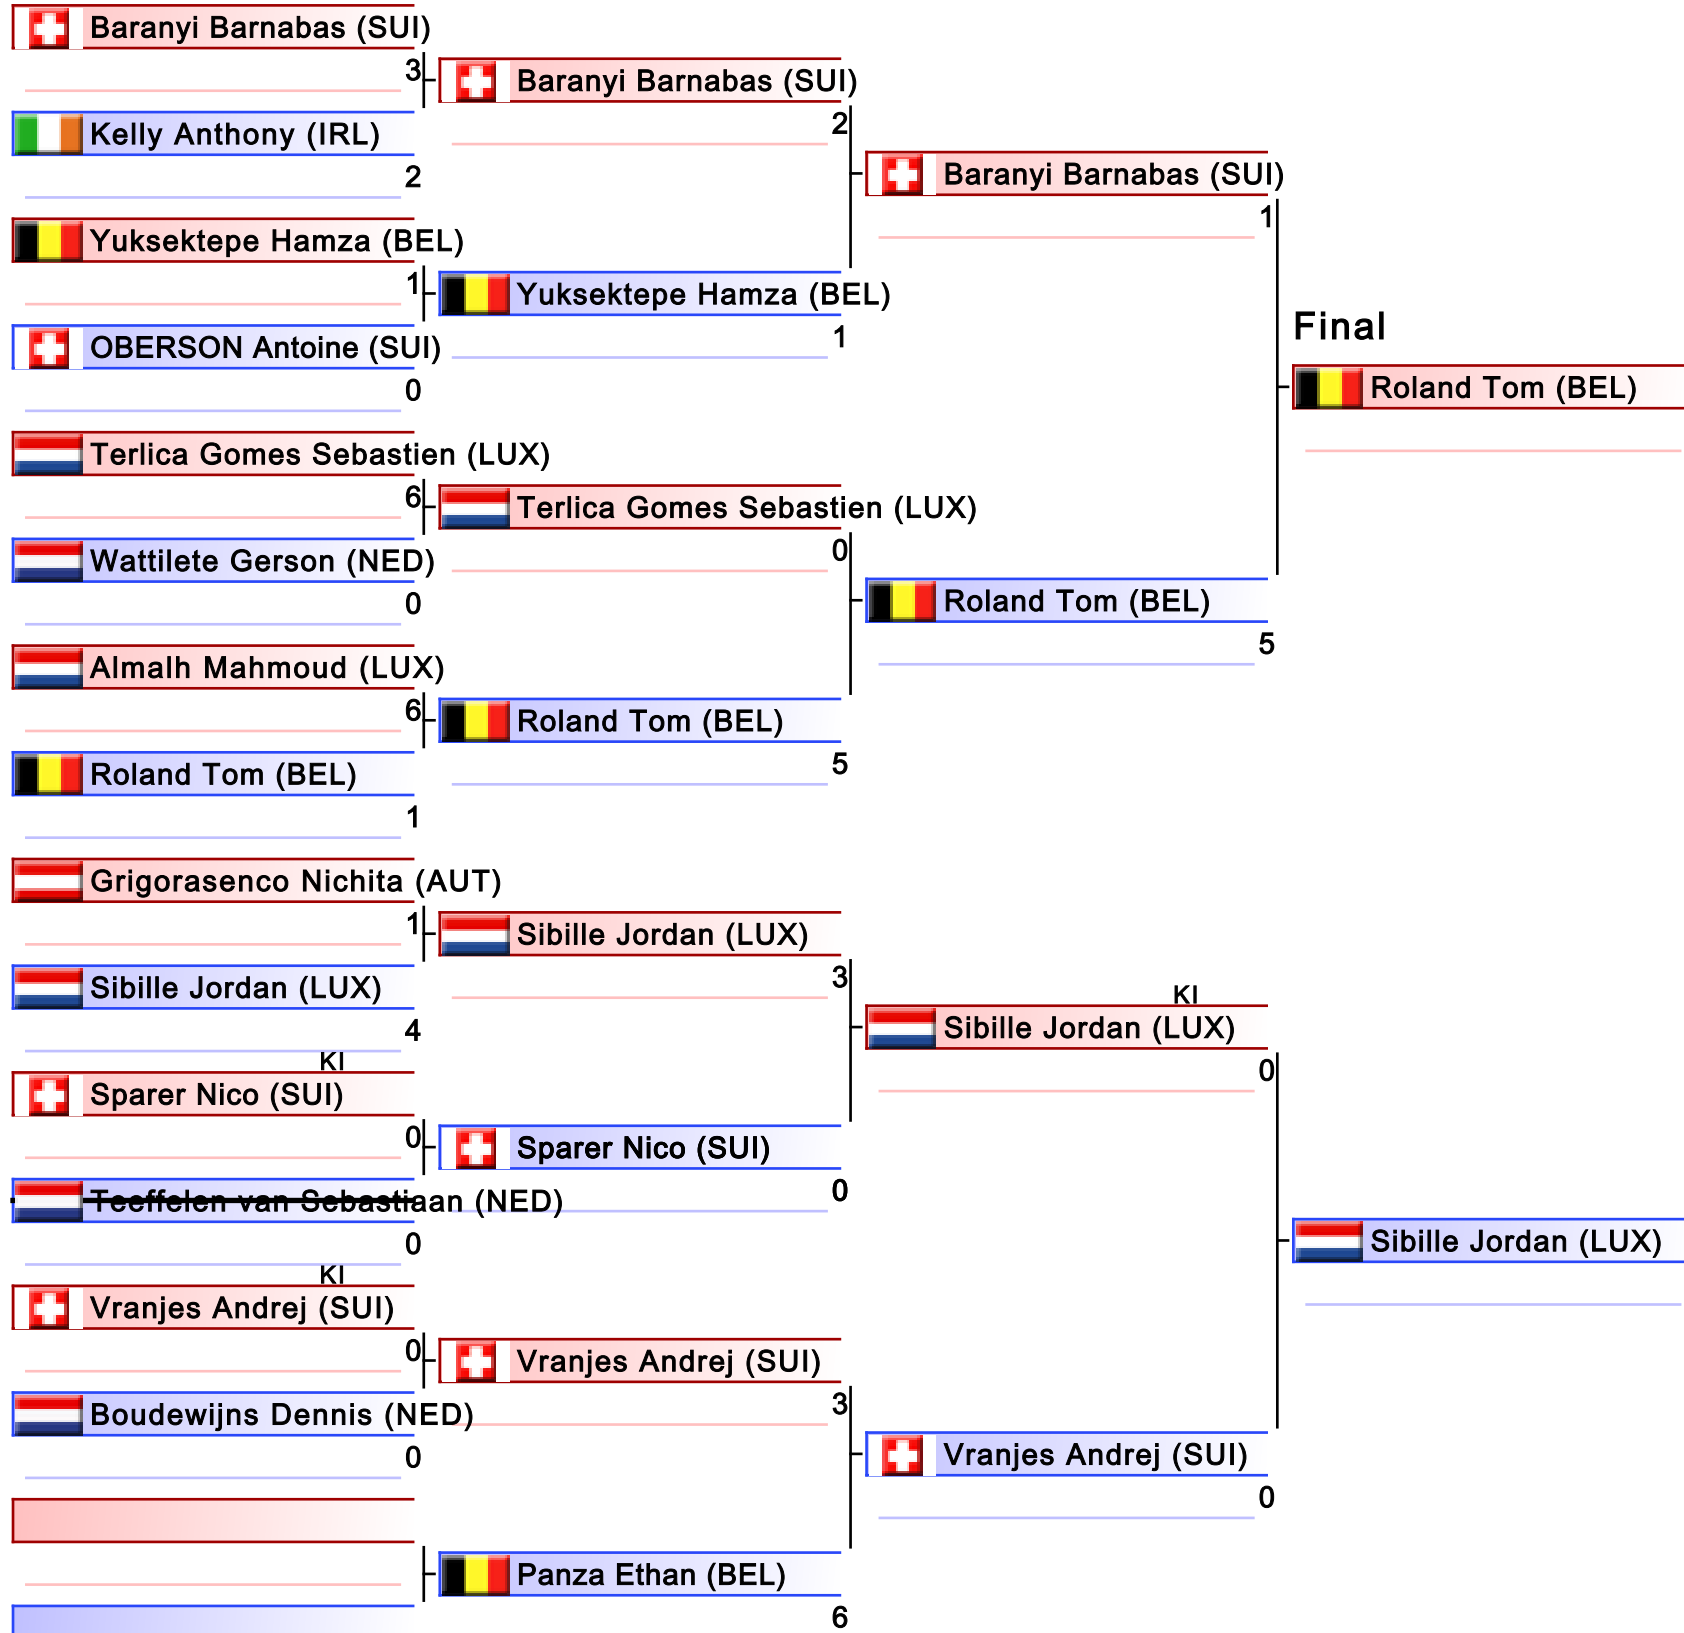 Baranyi Barnabas (SUI)
3
Kelly Anthony (IRL)
2
Yuksektepe Hamza (BEL)
1
OBERSON Antoine (SUI)
0
Terlica Gomes Sebastien (LUX)
6
Wattilete Gerson (NED)
0
Almalh Mahmoud (LUX)
6
Roland Tom (BEL)
1
Grigorasenco Nichita (AUT)
1
Sibille Jordan (LUX)
4
KI
Sparer Nico (SUI)
0
Teeffelen van Sebastiaan (NED)
0
KI
Vranjes Andrej (SUI)
0
Boudewijns Dennis (NED)
0
Baranyi Barnabas (SUI)
2
Yuksektepe Hamza (BEL)
1
Terlica Gomes Sebastien (LUX)
0
Roland Tom (BEL)
5
Sibille Jordan (LUX)
3
Sparer Nico (SUI)
0
Vranjes Andrej (SUI)
3
Panza Ethan (BEL)
6
Baranyi Barnabas (SUI)
1
Roland Tom (BEL)
5
KI
Sibille Jordan (LUX)
0
Vranjes Andrej (SUI)
0
Final
Roland Tom (BEL)
Sibille Jordan (LUX)